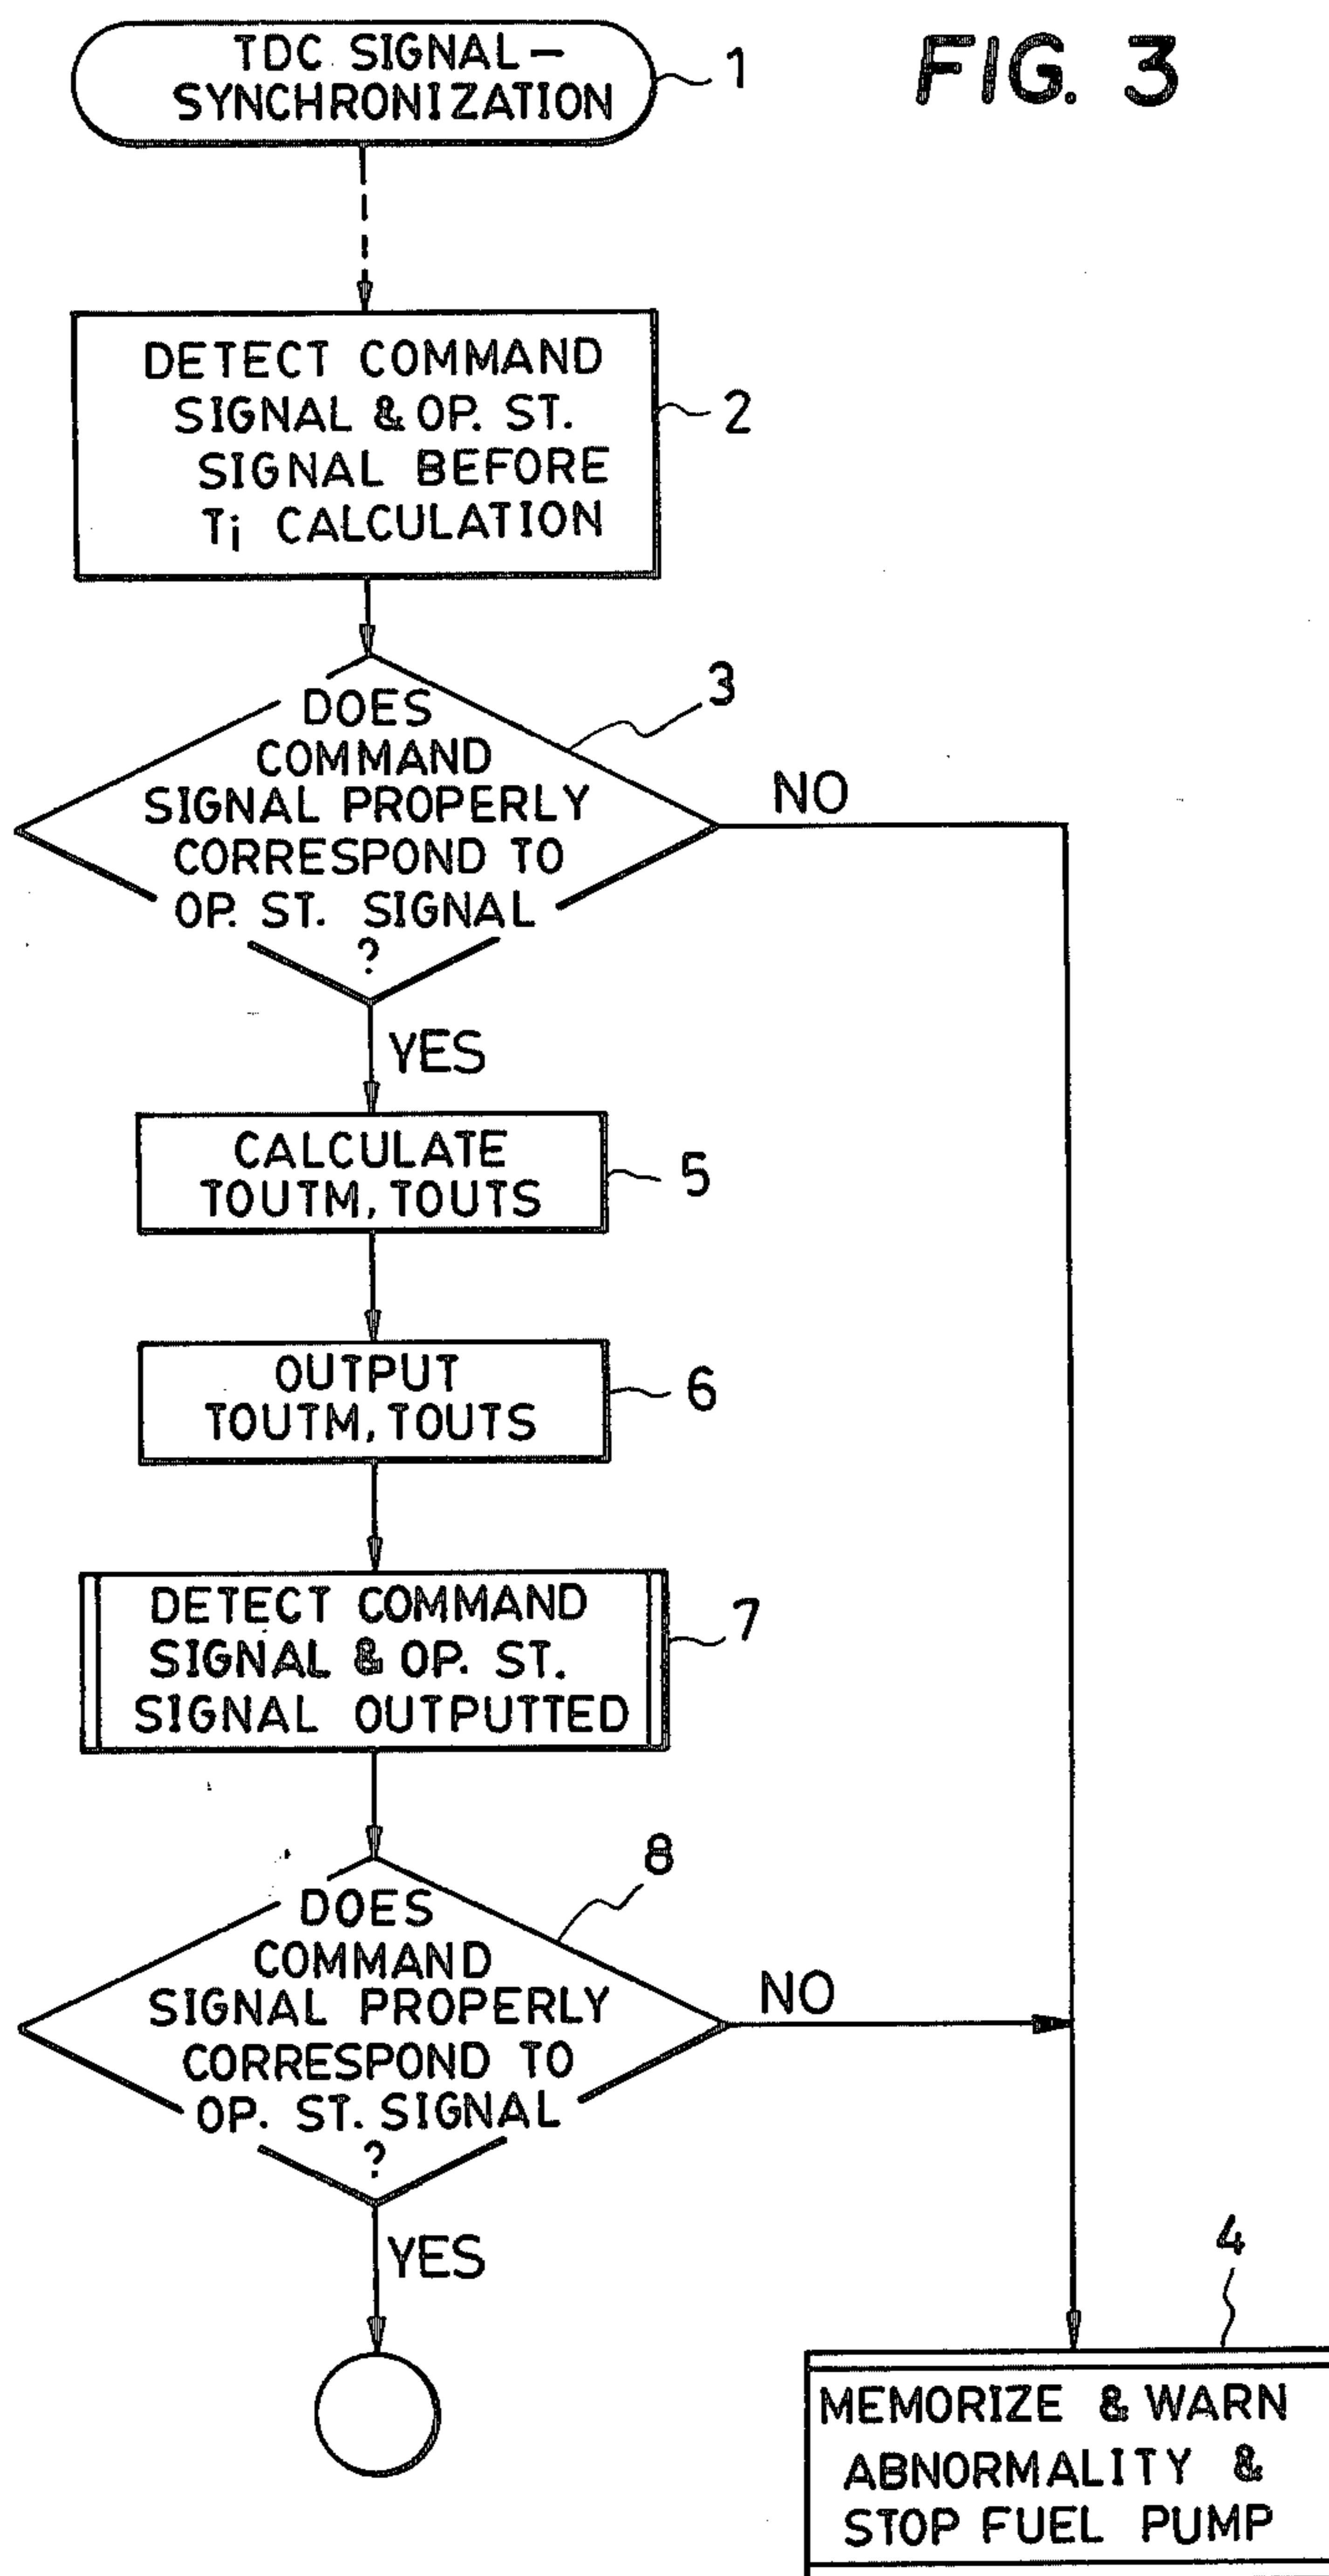 FIG. 3
TDC SIGNAL–
SYNCHRONIZATION
1
DETECT COMMAND
SIGNAL & OP. ST.
SIGNAL BEFORE
Ti CALCULATION
2
DOES
COMMAND
SIGNAL PROPERLY
CORRESPOND TO
OP. ST. SIGNAL
?
3
NO
YES
CALCULATE
TOUTM, TOUTS
5
OUTPUT
TOUTM, TOUTS
6
DETECT COMMAND
SIGNAL & OP. ST.
SIGNAL OUTPUTTED
7
DOES
COMMAND
SIGNAL PROPERLY
CORRESPOND TO
OP. ST. SIGNAL
?
8
NO
YES
4
MEMORIZE & WARN
ABNORMALITY &
STOP FUEL PUMP